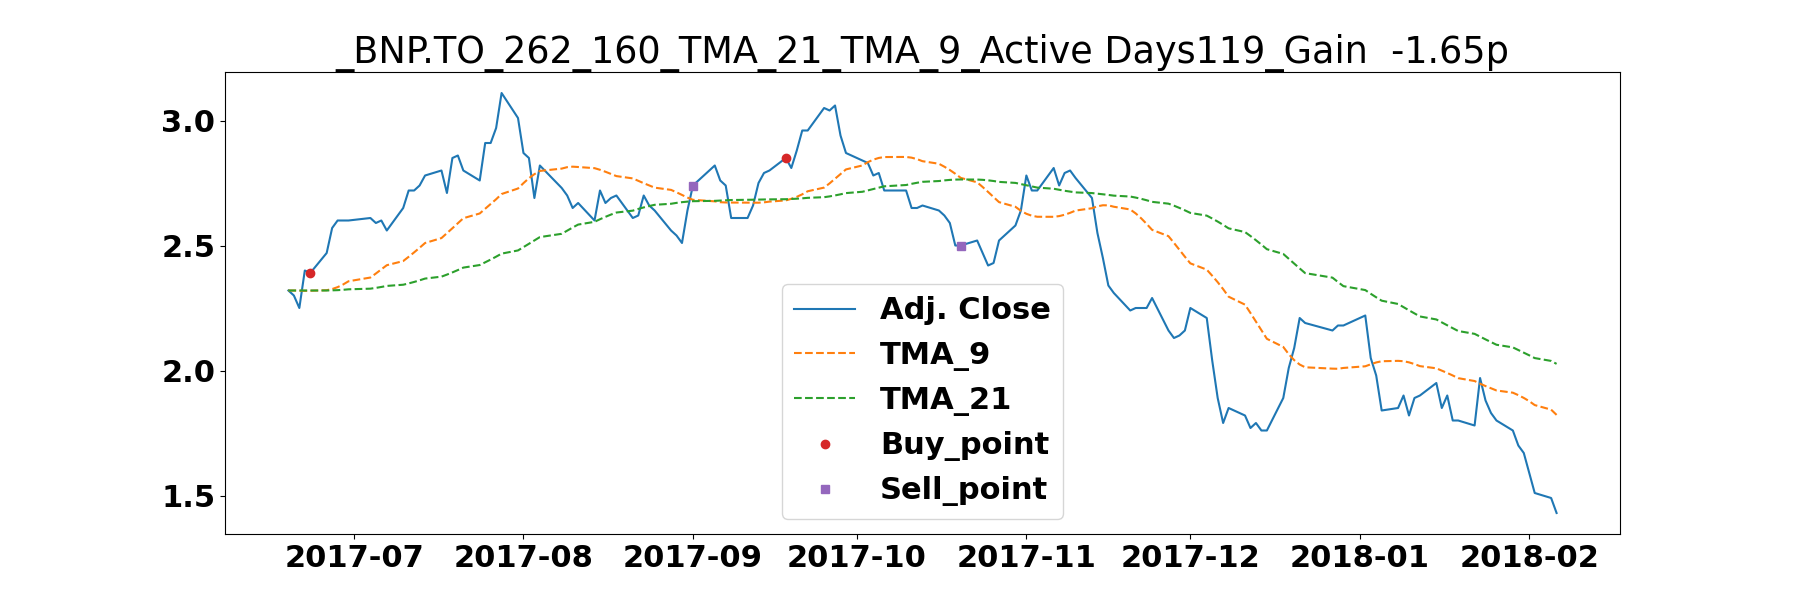 _BNP.TO_262_160_TMA_21_TMA_9_Active Days119_Gain  -1.65p
3.0
2.5
2.0
1.5
Adj. Close
TMA_9
TMA_21
Buy_point
Sell_point
2017-07 2017-08 2017-09 2017-10 2017-11 2017-12 2018-01 2018-02